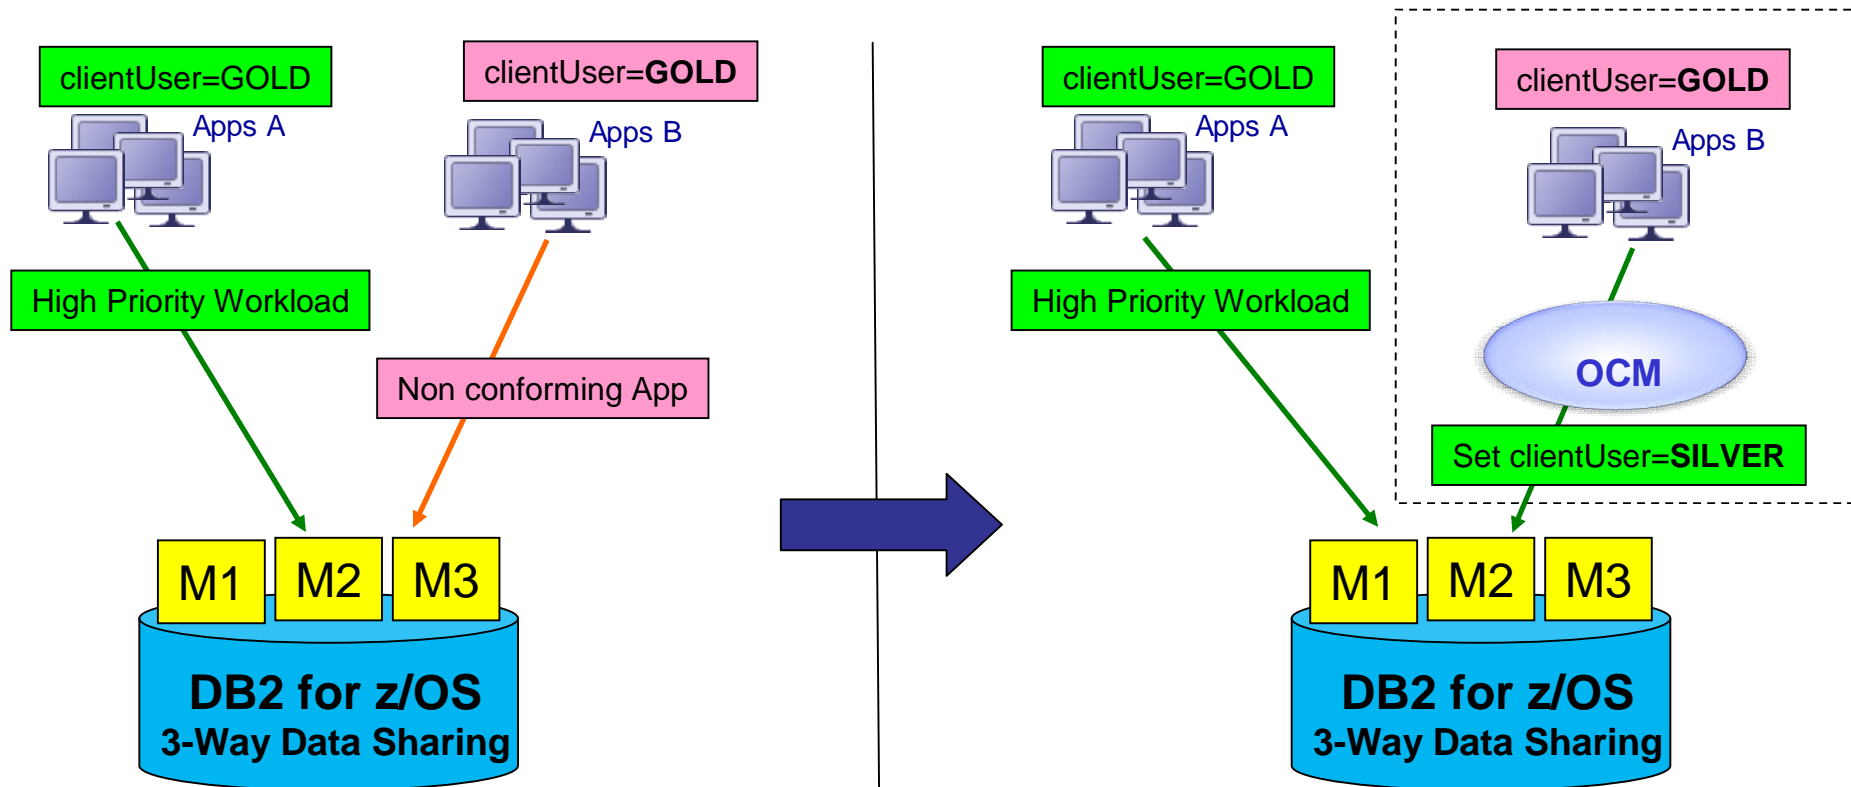 clientUser=GOLD
Apps A
clientUser=GOLD
Apps B
High Priority Workload
Non conforming App
M1
M2
M3
DB2 for z/OS
3-Way Data Sharing
clientUser=GOLD
Apps A
clientUser=GOLD
Apps B
High Priority Workload
OCM
Set clientUser=SILVER
M1
M2
M3
DB2 for z/OS
3-Way Data Sharing